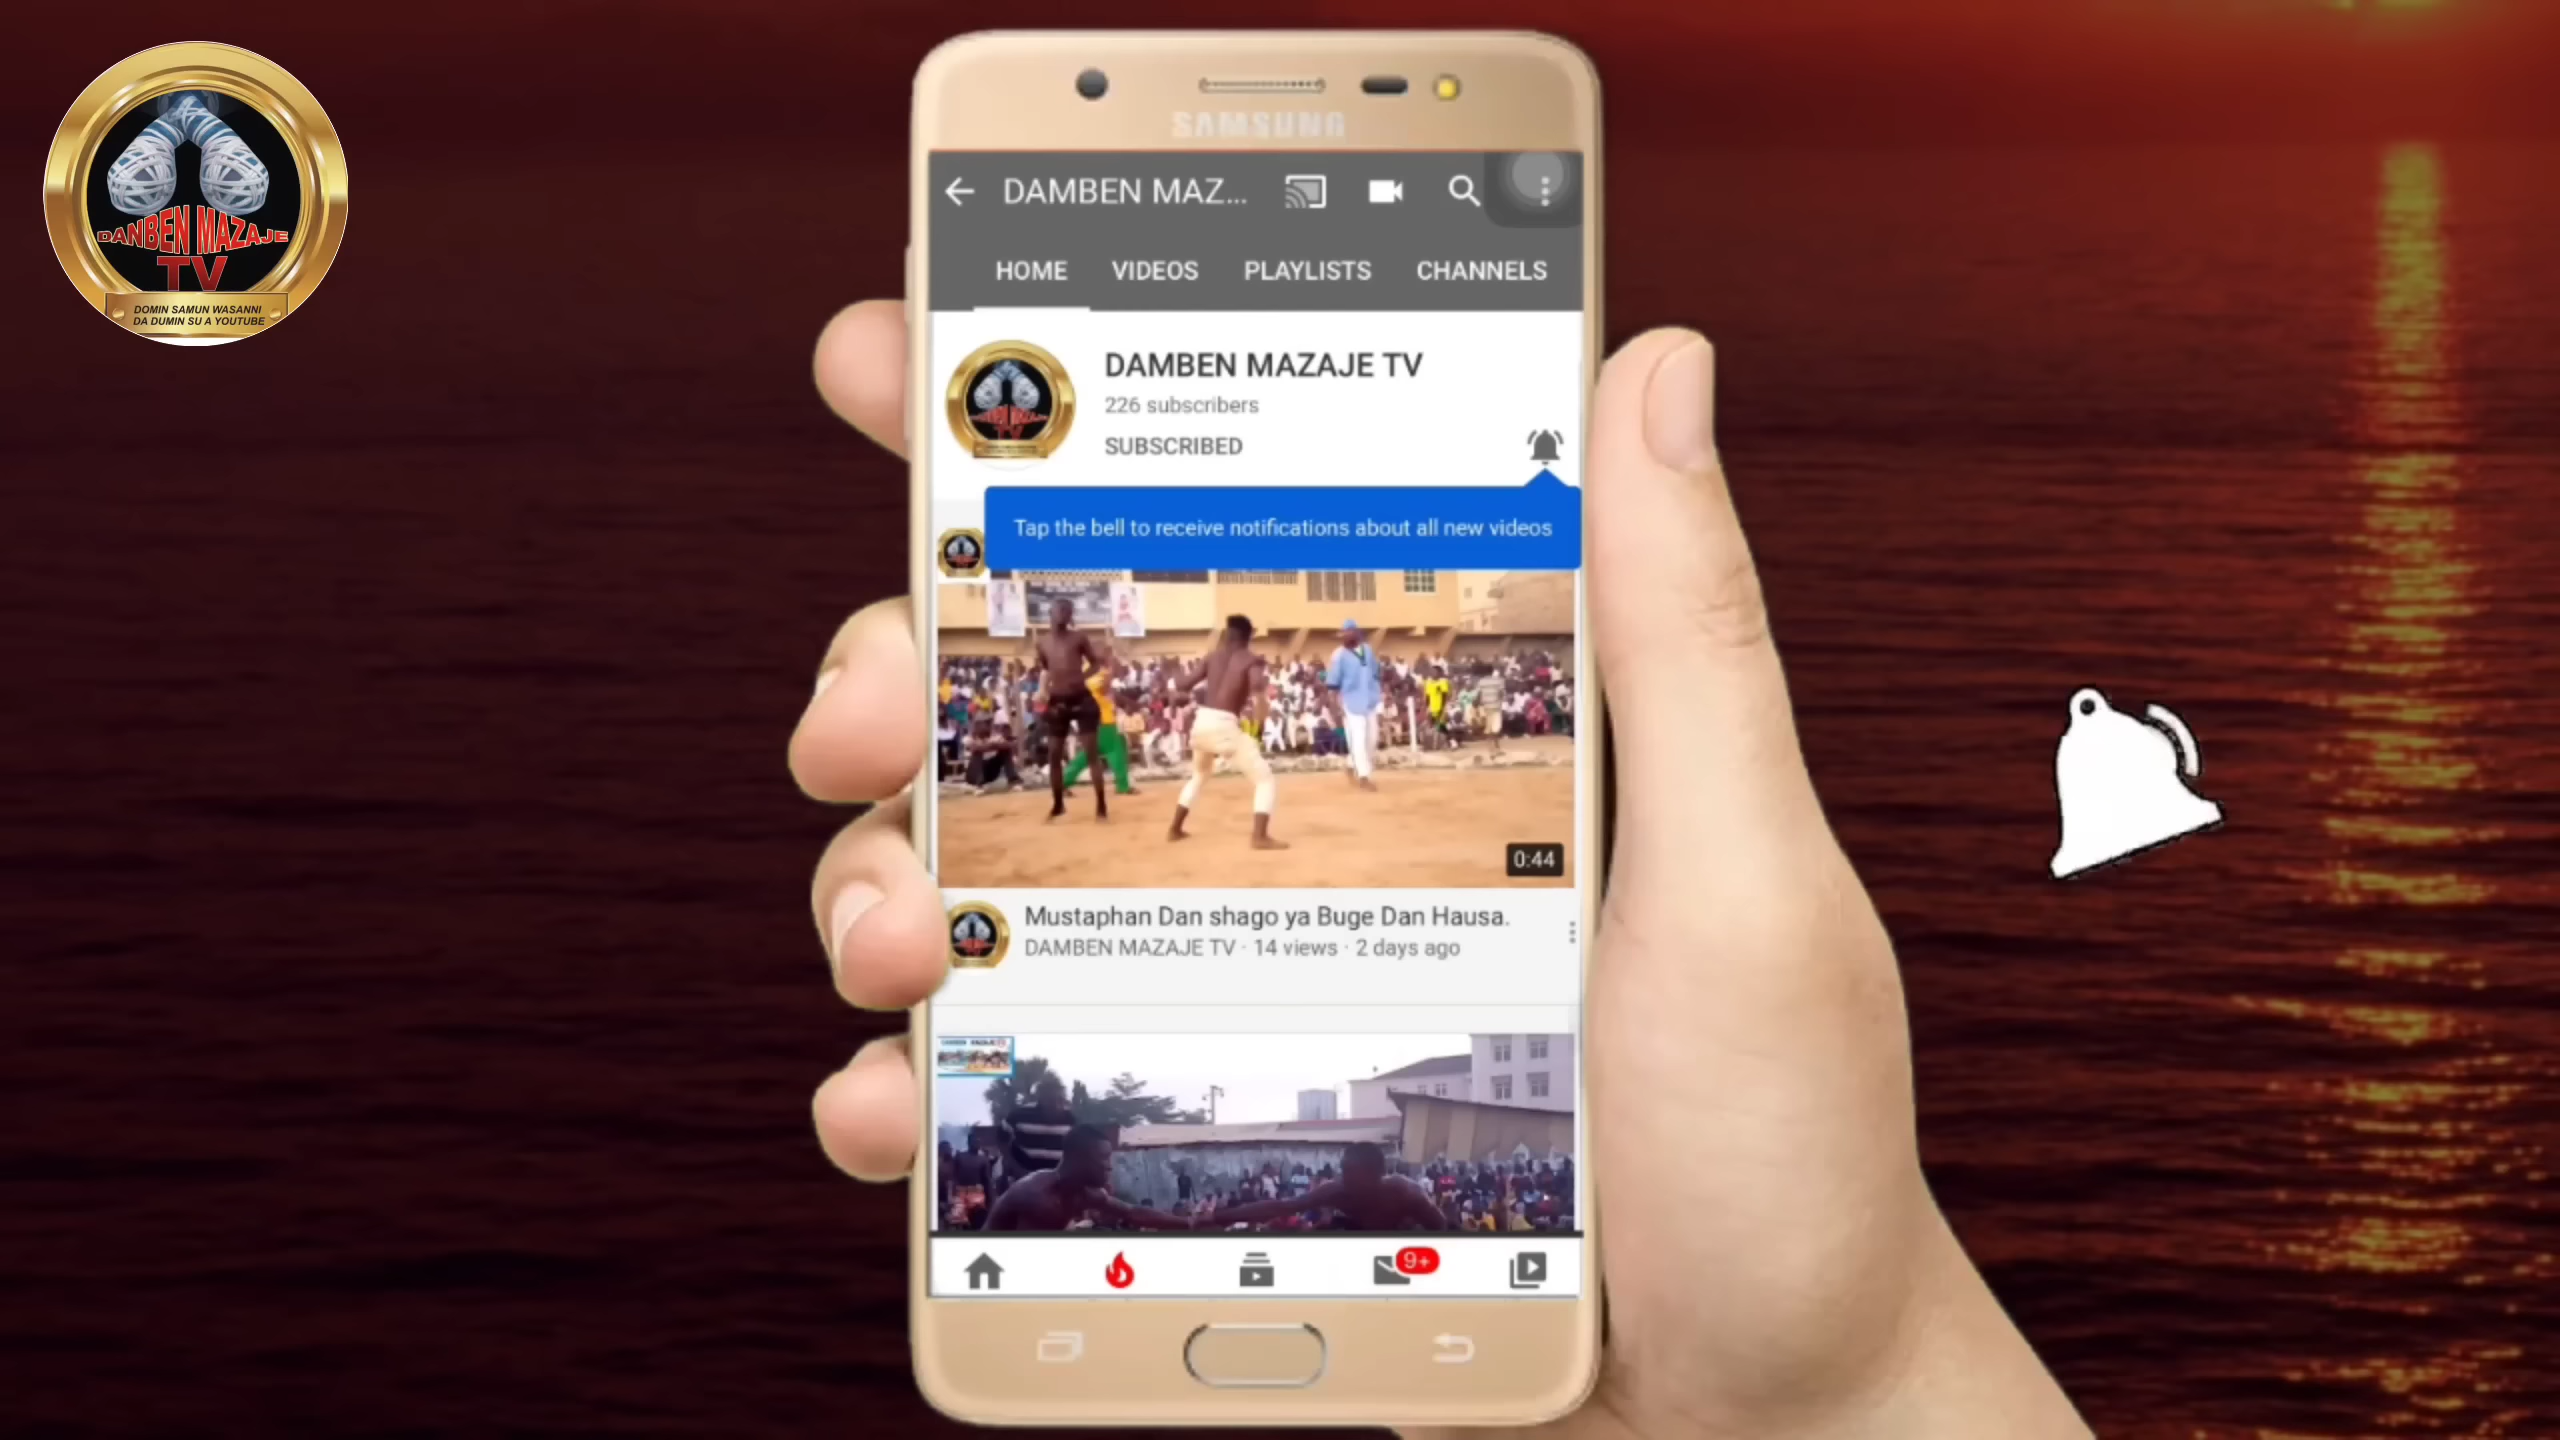 DANBEN MAZAJE
TV
DOMIN SAMUN WASANNI
DA DUMIN SU A YOUTUBE
SAMSUNG
DAMBEN MAZ...
HOME VIDEOS PLAYLISTS CHANNELS
DAMBEN MAZAJE TV
226 subscribers
SUBSCRIBED
Tap the bell to receive notifications about all new videos
0:44
Mustaphan Dan shago ya Buge Dan Hausa.
DAMBEN MAZAJE TV · 14 views · 2 days ago
9+